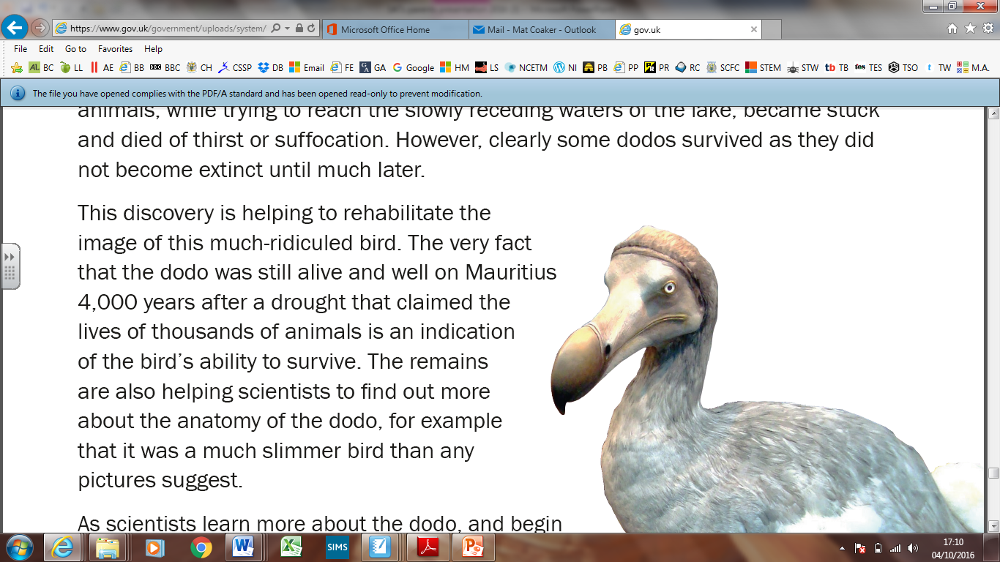 https://www.gov.uk/government/uploads/system/
Microsoft Office Home
Mail - Mat Coaker - Outlook
gov.uk
File Edit Go to Favorites Help
AL BC LL AE BB BBC BBC CH CSSP DB Email FE GA GA Google HM LS NCETM NI PB PP PR RC SCFC STEM STW tb TB tes TES TSO t TW M.A.
The file you have opened complies with the PDF/A standard and has been opened read-only to prevent modification.
animals, while trying to reach the slowly receding waters of the lake, became stuck
and died of thirst or suffocation. However, clearly some dodos survived as they did
not become extinct until much later.
This discovery is helping to rehabilitate the
image of this much-ridiculed bird. The very fact
that the dodo was still alive and well on Mauritius
4,000 years after a drought that claimed the
lives of thousands of animals is an indication
of the bird's ability to survive. The remains
are also helping scientists to find out more
about the anatomy of the dodo, for example
that it was a much slimmer bird than any
pictures suggest.
As scientists learn more about the dodo, and begin
SIMS
17:10
04/10/2016